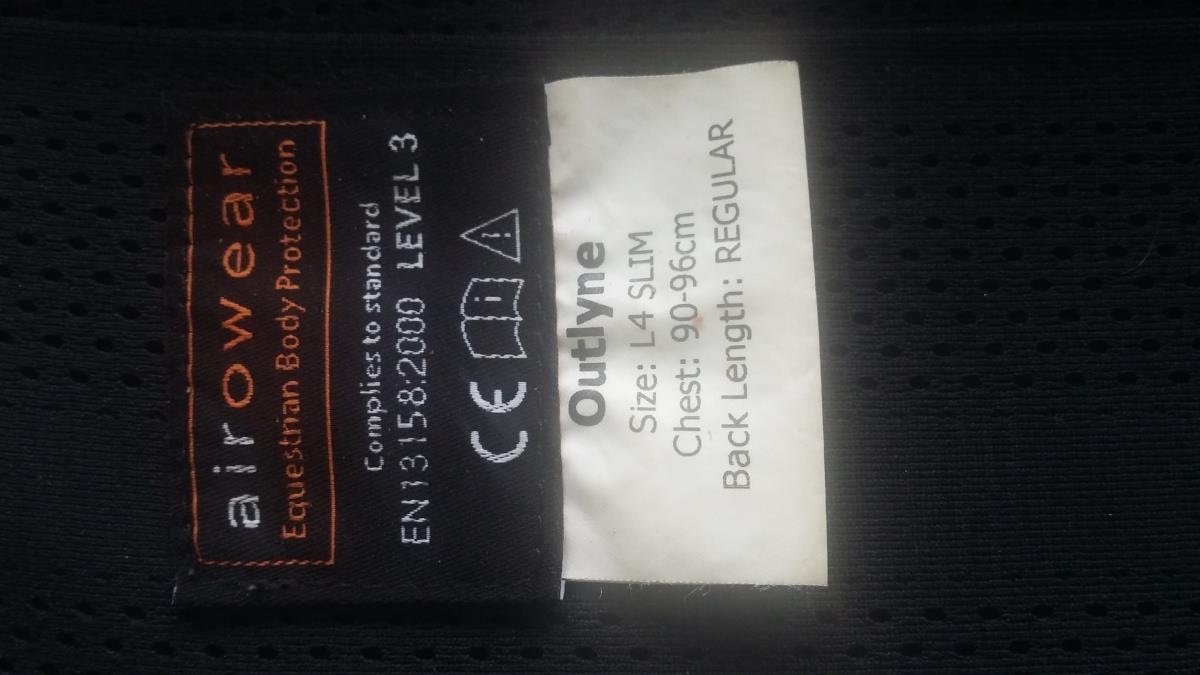 airowear
Equestrian Body Protection
Complies to standard
EN13158:2000 LEVEL 3
CE
Outlyne
Size: L4 SLIM
Chest: 90-96cm
Back Length: REGULAR